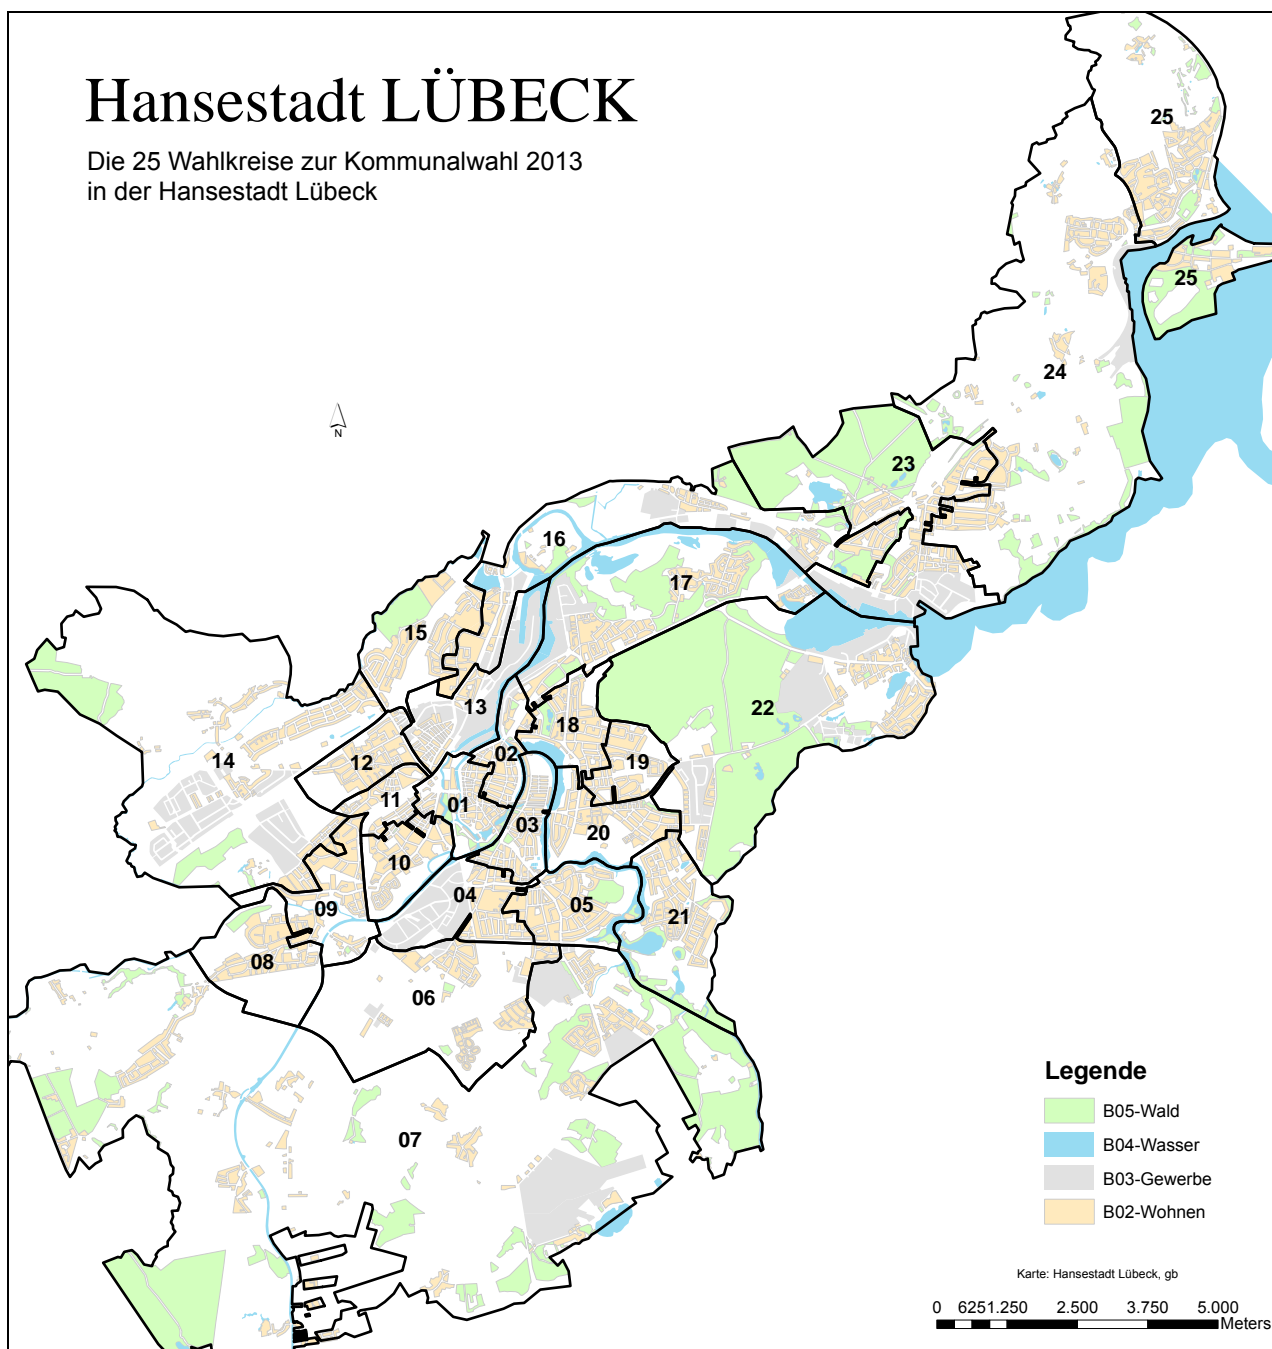 Hansestadt LÜBECK
Die 25 Wahlkreise zur Kommunalwahl 2013
in der Hansestadt Lübeck
25
25
24
N
23
16
17
15
13
18
22
02
14
12
19
11
01
03
20
10
04
05
09
21
08
06
07
Legende
B05-Wald
B04-Wasser
B03-Gewerbe
B02-Wohnen
Karte: Hansestadt Lübeck, gb
0 625 1.250 2.500 3.750 5.000
Meters